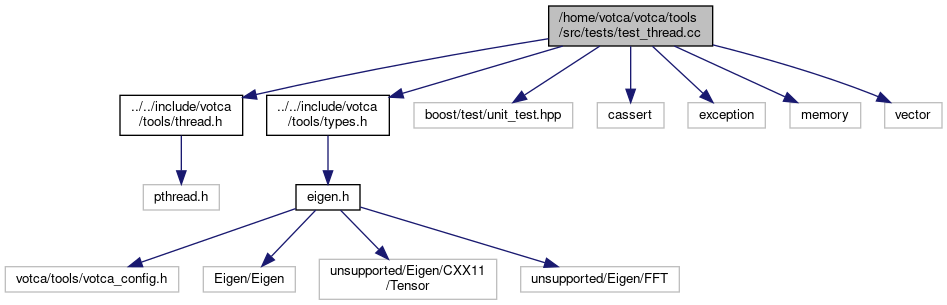 /home/votca/votca/tools
/src/tests/test_thread.cc
../../include/votca
/tools/thread.h
../../include/votca
/tools/types.h
boost/test/unit_test.hpp
cassert
exception
memory
vector
pthread.h
eigen.h
votca/tools/votca_config.h
Eigen/Eigen
unsupported/Eigen/CXX11
/Tensor
unsupported/Eigen/FFT